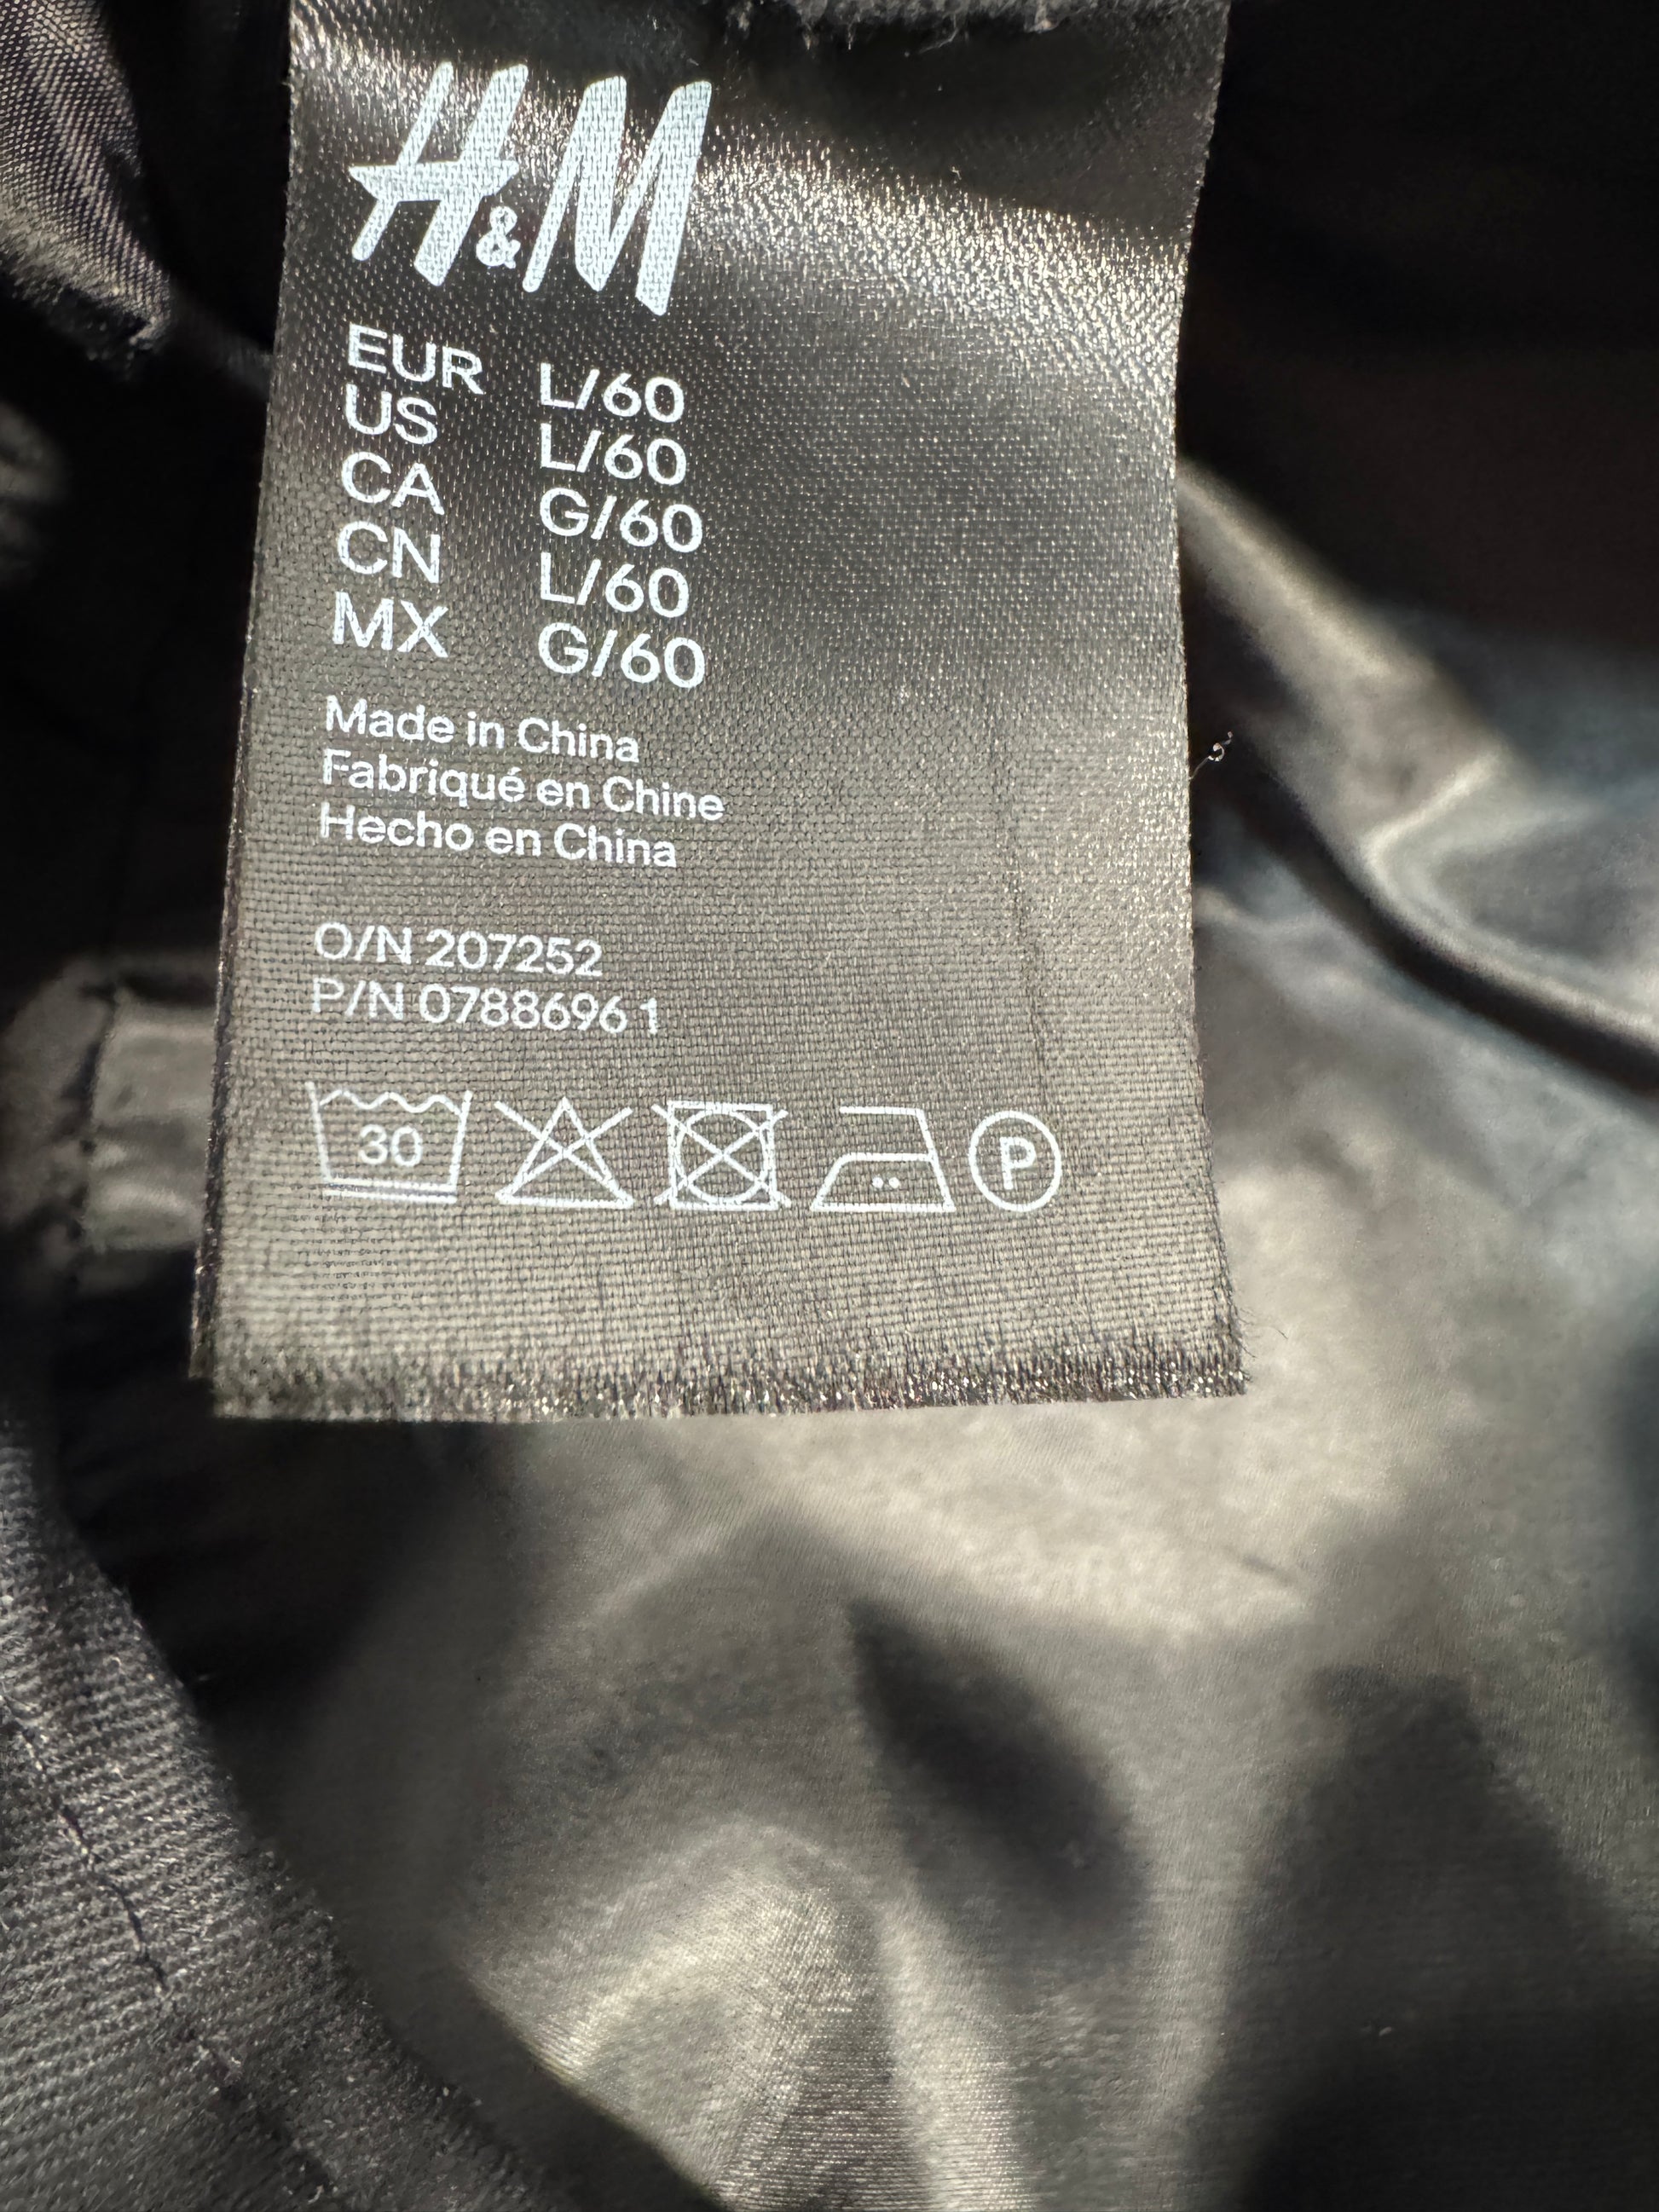 H&M
EUR L/60
US L/60
CA G/60
CN L/60
MX G/60
Made in China
Fabriqué en Chine
Hecho en China
O/N 207252
P/N 07886961
30
P